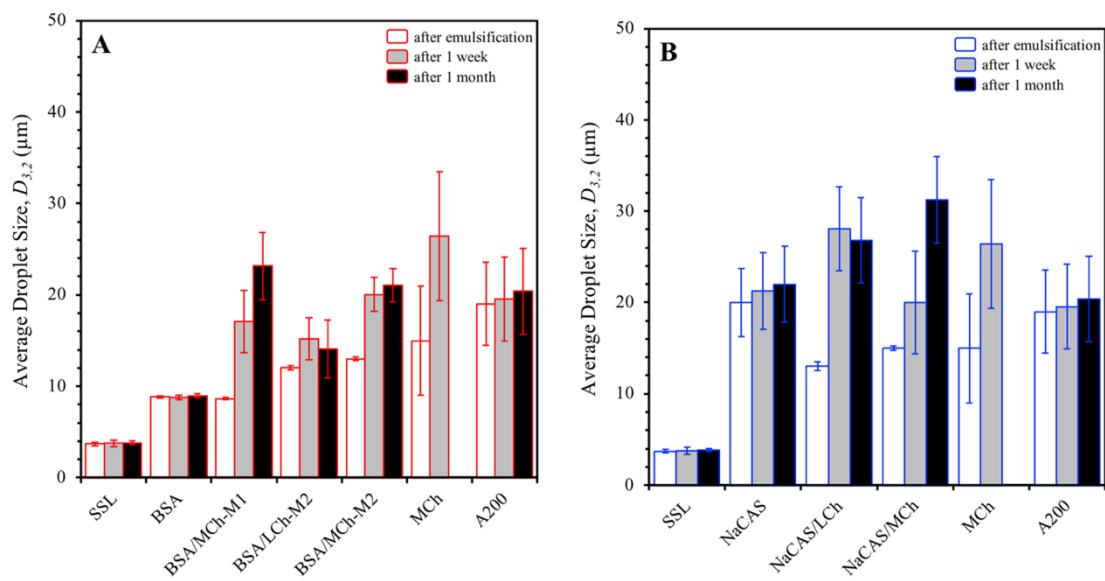 A
after emulsification
after 1 week
after 1 month
Average Droplet Size, D3,2 (µm)
50
40
30
20
10
0
SSL
BSA
BSA/MCh-M1
BSA/LCh-M2
BSA/MCh-M2
MCh
A200
B
after emulsification
after 1 week
after 1 month
Average Droplet Size, D3,2 (µm)
50
40
30
20
10
0
SSL
NaCAS
NaCAS/LCh
NaCAS/MCh
MCh
A200